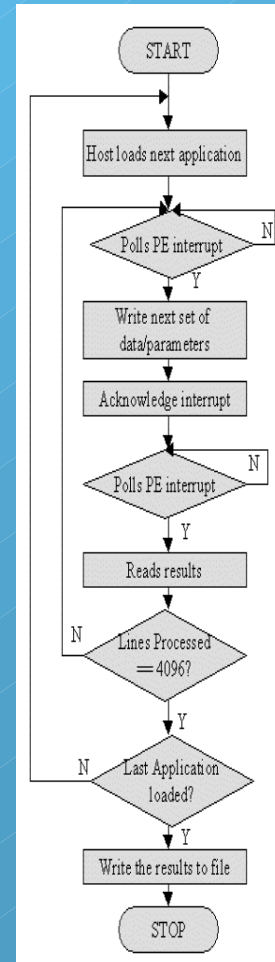 START
Host loads next application
Polls PE interrupt
N
Y
Write next set of
data/parameters
Acknowledge interrupt
N
Polls PE interrupt
Y
Reads results
N
Lines Processed
== 4096?
Y
N
Last Application
loaded?
Y
Write the results to file
STOP